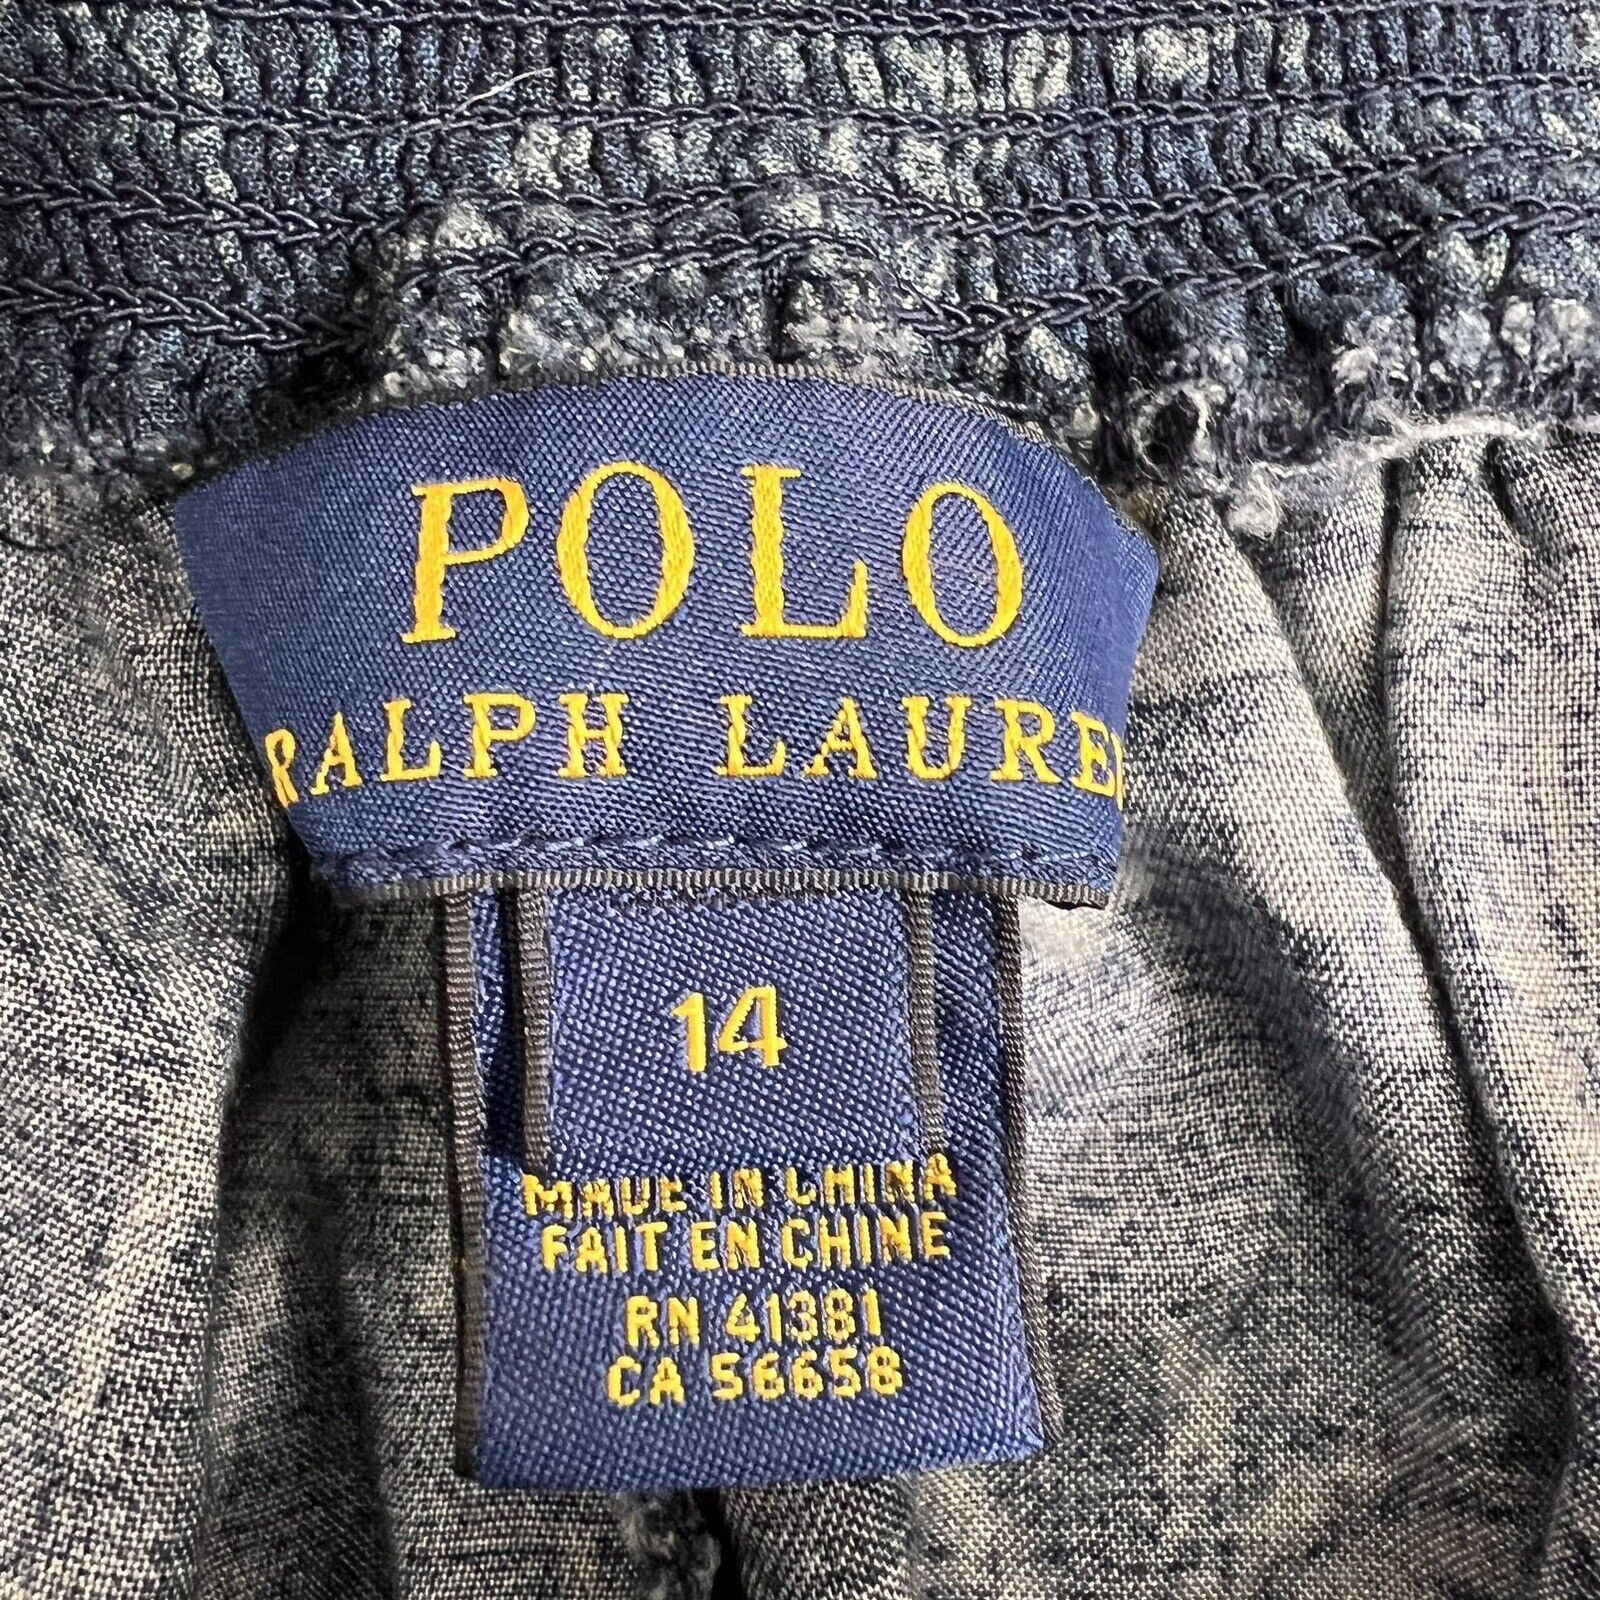 POLO
RALPH LAUREN
14
MADE IN CHINA
FAIT EN CHINE
RN 41381
CA 56658